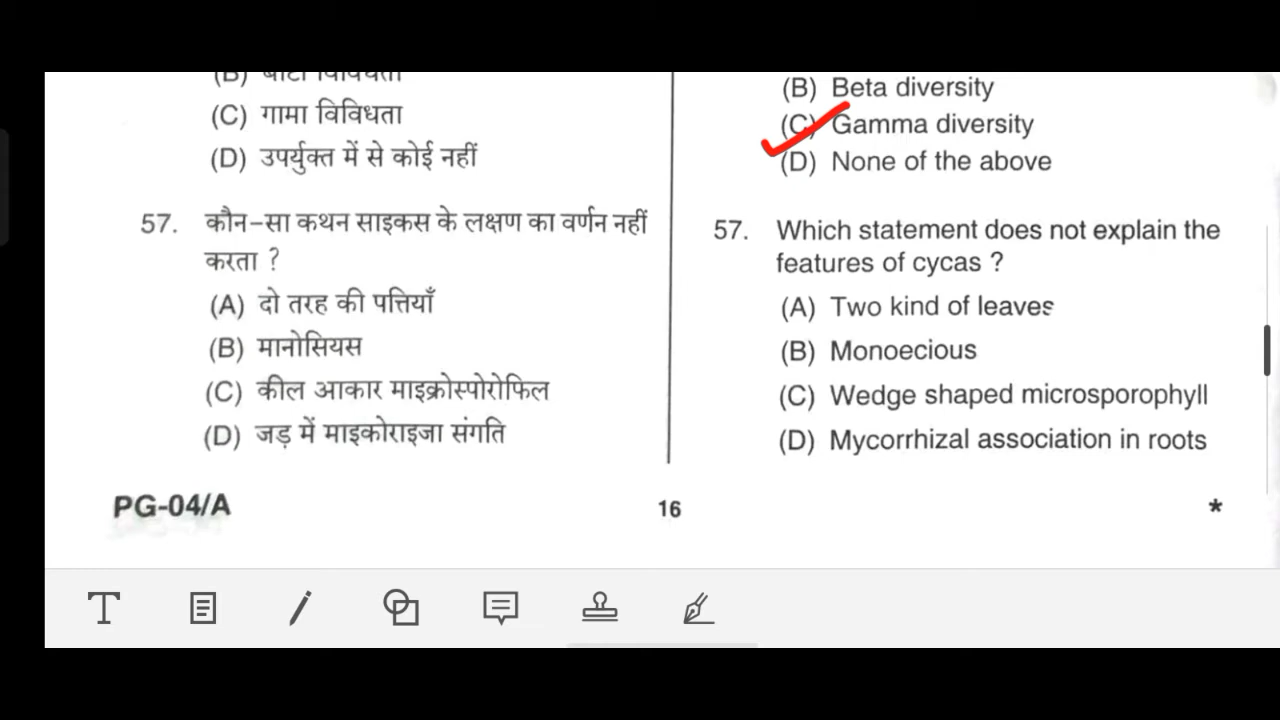 (B) बीटा विविधता
(C) गामा विविधता
(D) उपर्युक्त में से कोई नहीं
57. कौन-सा कथन साइकस के लक्षण का वर्णन नहीं
करता ?
(A) दो तरह की पत्तियाँ
(B) मानोसियस
(C) कील आकार माइक्रोस्पोरोफिल
(D) जड़ में माइकोराइजा संगति
(B) Beta diversity
(C) Gamma diversity
(D) None of the above
57. Which statement does not explain the
features of cycas ?
(A) Two kind of leaves
(B) Monoecious
(C) Wedge shaped microsporophyll
(D) Mycorrhizal association in roots
PG-04/A
16
*
T